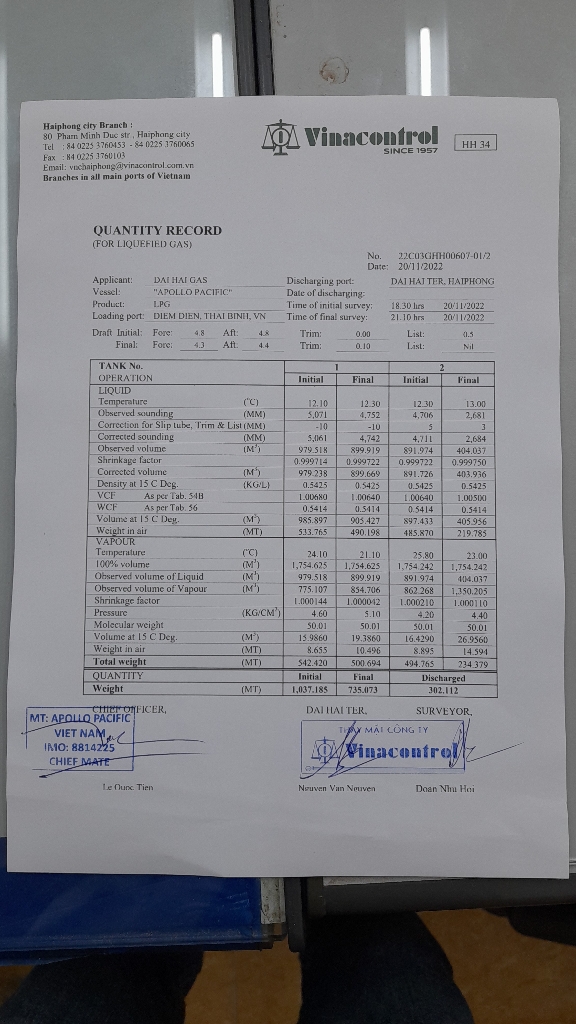 Haiphong city Branch :
80 Pham Minh Duc str., Haiphong city
Tel : 84 0225 3760453 - 84 0225 3760065
Fax : 84 0225 3760103
Email: vnchaiphong@vinacontrol.com.vn
Branches in all main ports of Vietnam
Vinacontrol
SINCE 1957
HH 34
QUANTITY RECORD
(FOR LIQUEFIED GAS)
No. 22C03GHH00607-01/2
Date: 20/11/2022
Applicant: DAI HAI GAS Discharging port: DAI HAI TER, HAIPHONG
Vessel: "APOLLO PACIFIC" Date of discharging:
Product: LPG Time of initial survey: 18.30 hrs 20/11/2022
Loading port: DIEM DIEN, THAI BINH, VN Time of final survey: 21.10 hrs 20/11/2022
Draft Initial: Fore: 4.8 Aft: 4.8 Trim: 0.00 List: 0.5
Final: Fore: 4.3 Aft: 4.4 Trim: 0.10 List: Nil
TANK No. 1 2
OPERATION Initial Final Initial Final
LIQUID
Temperature (°C) 12.10 12.30 12.30 13.00
Observed sounding (MM) 5,071 4,752 4,706 2,681
Correction for Slip tube, Trim & List (MM) -10 -10 5 3
Corrected sounding (MM) 5,061 4,742 4,711 2,684
Observed volume (M³) 979.518 899.919 891.974 404.037
Shrinkage factor 0.999714 0.999722 0.999722 0.999750
Corrected volume (M³) 979.238 899.669 891.726 403.936
Density at 15 C Deg. (KG/L) 0.5425 0.5425 0.5425 0.5425
VCF As per Tab. 54B 1.00680 1.00640 1.00640 1.00500
WCF As per Tab. 56 0.5414 0.5414 0.5414 0.5414
Volume at 15 C Deg. (M³) 985.897 905.427 897.433 405.956
Weight in air (MT) 533.765 490.198 485.870 219.785
VAPOUR
Temperature (°C) 24.10 21.10 25.80 23.00
100% volume (M³) 1,754.625 1,754.625 1,754.242 1,754.242
Observed volume of Liquid (M³) 979.518 899.919 891.974 404.037
Observed volume of Vapour (M³) 775.107 854.706 862.268 1,350.205
Shrinkage factor 1.000144 1.000042 1.000210 1.000110
Pressure (KG/CM²) 4.60 5.10 4.20 4.40
Molecular weight 50.01 50.01 50.01 50.01
Volume at 15 C Deg. (M³) 15.9860 19.3860 16.4290 26.9560
Weight in air (MT) 8.655 10.496 8.895 14.594
Total weight (MT) 542.420 500.694 494.765 234.379
QUANTITY Initial Final Discharged
Weight (MT) 1,037.185 735.073 302.112
CHIEF OFFICER, DAI HAI TER, SURVEYOR,
MT: APOLLO PACIFIC
VIET NAM
IMO: 8814225
CHIEF MATE
THAY MẶT CÔNG TY
Vinacontrol
Le Quoc Tien Nguyen Van Nguyen Doan Nhu Hoi